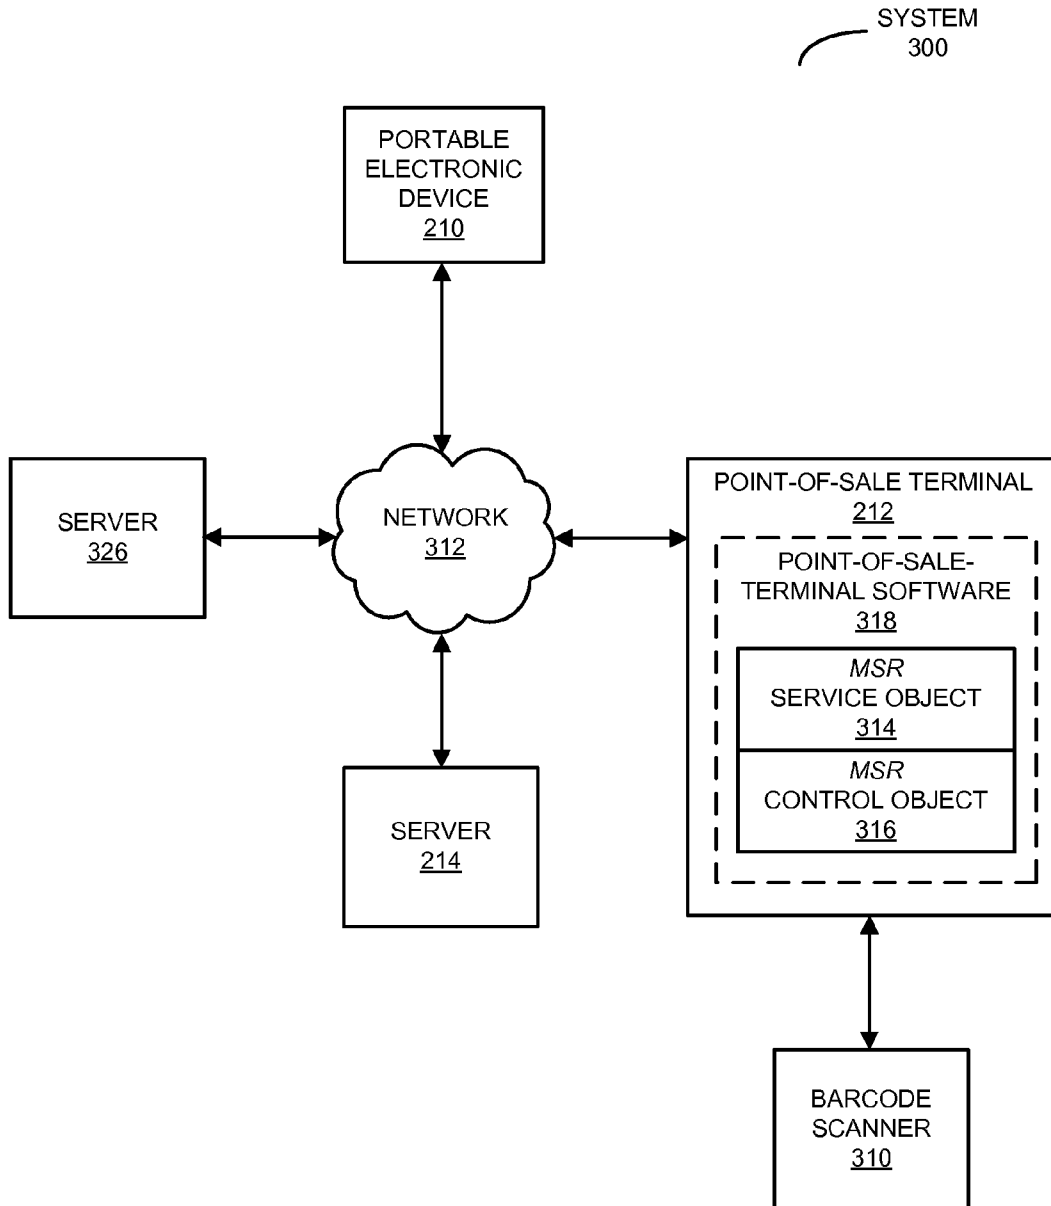 SYSTEM
300
PORTABLE
ELECTRONIC
DEVICE
210
SERVER
326
NETWORK
312
POINT-OF-SALE TERMINAL
212
POINT-OF-SALE-
TERMINAL SOFTWARE
318
MSR
SERVICE OBJECT
314
MSR
CONTROL OBJECT
316
SERVER
214
BARCODE
SCANNER
310